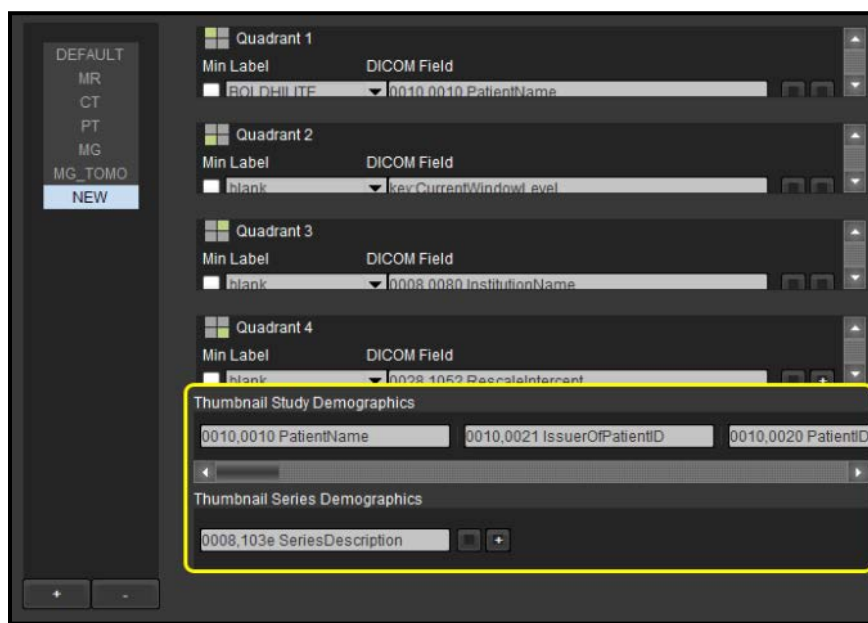 DEFAULT
MR
CT
PT
MG
MG_TOMO
NEW
+ -
Quadrant 1
Min Label DICOM Field
BOLDHILITE 0010,0010 PatientName
Quadrant 2
Min Label DICOM Field
blank key:CurrentWindowLevel
Quadrant 3
Min Label DICOM Field
blank 0008,0080 InstitutionName
Quadrant 4
Min Label DICOM Field
blank 0028,1052 RescaleIntercept
+
Thumbnail Study Demographics
0010,0010 PatientName 0010,0021 IssuerOfPatientID 0010,0020 PatientID
Thumbnail Series Demographics
0008,103e SeriesDescription +